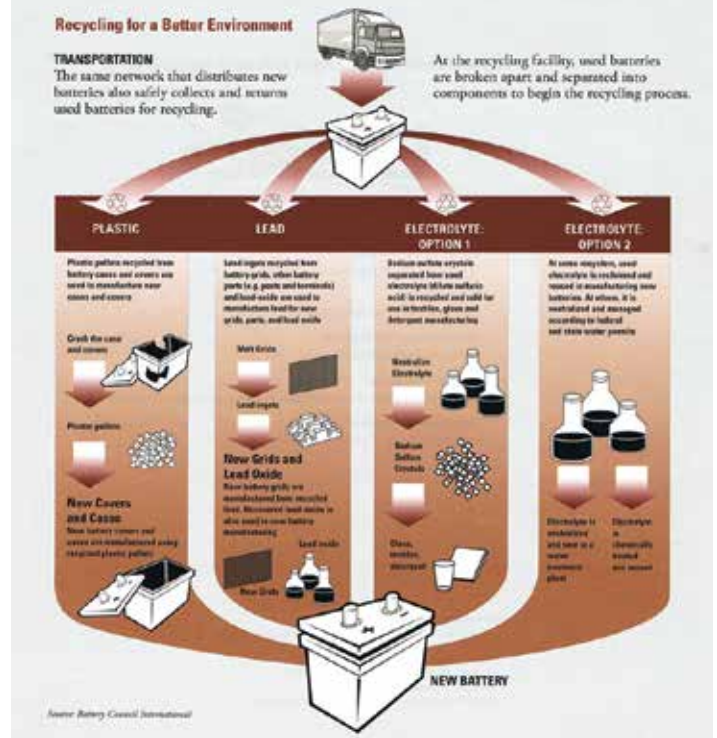 Recycling for a Better Environment
TRANSPORTATION
The same network that distributes new
batteries also safely collects and returns
used batteries for recycling.
At the recycling facility, used batteries
are broken apart and separated into
components to begin the recycling process.
PLASTIC
Plastic pellets recycled from
battery cases and covers are
used to manufacture new
cases and covers
Crush the case
and covers
Plastic pellets
New Covers
and Cases
New battery covers and
cases are manufactured using
recycled plastic pellets
LEAD
Lead ingots recycled from
battery grids, other battery
parts (e.g. posts and terminals)
and lead oxide are used to
manufacture lead for new
grids, parts, and lead oxide
Melt Grids
Lead ingots
New Grids and
Lead Oxide
New battery grids are
manufactured from recycled
lead. Recovered lead oxide is
also used in new battery
manufacturing
Lead oxide
New Grids
ELECTROLYTE:
OPTION 1
Sodium sulfate crystals
separated from used
electrolyte (dilute sulfuric
acid) is recycled and sold for
use in textiles, glass and
detergent manufacturing
Neutralize
Electrolyte
Sodium
Crystals
Glass,
textiles,
detergent
ELECTROLYTE:
OPTION 2
At some recyclers, used
electrolyte is reclaimed and
reused in manufacturing new
batteries. At others, it is
neutralized and managed
according to federal
and state water permits
Electrolyte is
neutralized
and sent to a
water
treatment
plant
Electrolyte
is
chemically
treated
and reused
NEW BATTERY
Source: Battery Council International